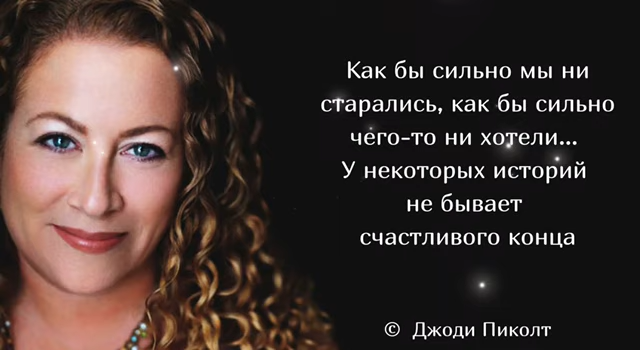 Как бы сильно мы ни
старались, как бы сильно
чего-то ни хотели...
У некоторых историй
не бывает
счастливого конца
© Джоди Пиколт